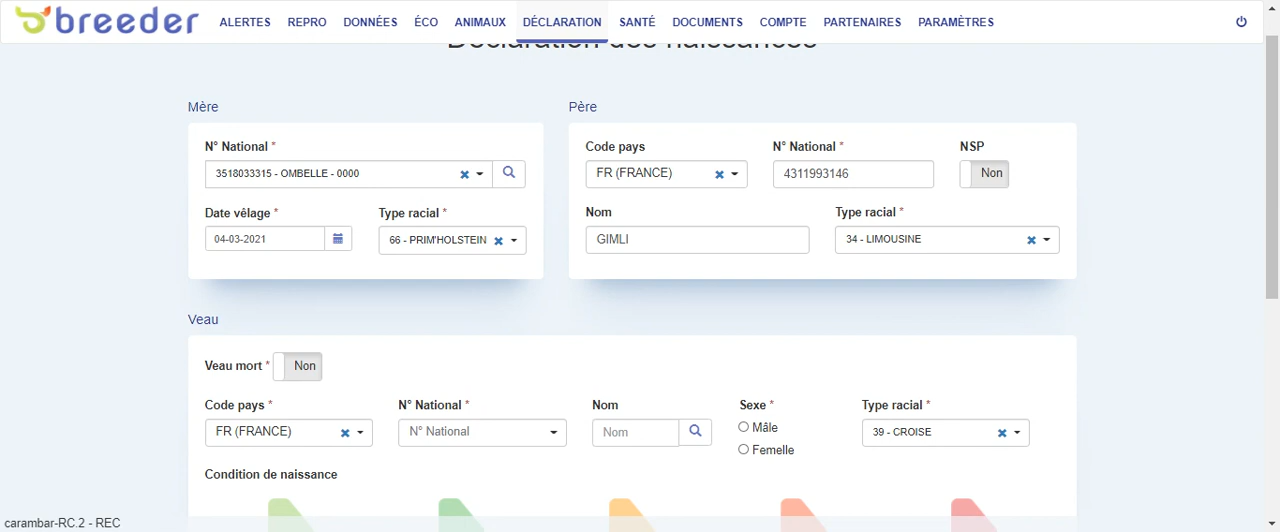 breeder ALERTES REPRO DONNÉES ÉCO ANIMAUX DÉCLARATION SANTÉ DOCUMENTS COMPTE PARTENAIRES PARAMÈTRES
Déclaration des naissances
Mère
N° National *
3518033315 - OMBELLE - 0000
Date vêlage *
Type racial *
04-03-2021
66 - PRIM'HOLSTEIN
Père
Code pays
N° National *
NSP
FR (FRANCE)
4311993146
Non
Nom
Type racial *
GIMLI
34 - LIMOUSINE
Veau
Veau mort * Non
Code pays *
N° National *
Nom
Sexe *
Type racial *
FR (FRANCE)
N° National
Nom
Mâle
Femelle
39 - CROISE
Condition de naissance
carambar-RC.2 - REC